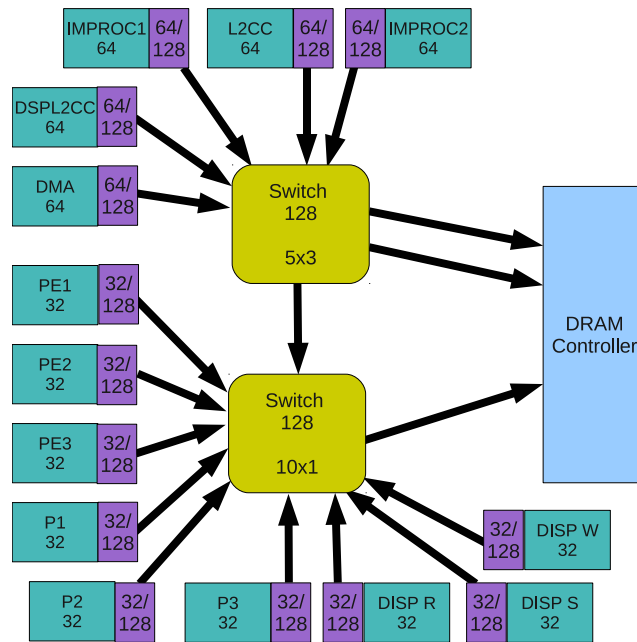 IMPROC1
64
64/
128
L2CC
64
64/
128
64/
128
IMPROC2
64
DSPL2CC
64
64/
128
DMA
64
64/
128
Switch
128
5x3
DRAM
Controller
PE1
32
32/
128
PE2
32
32/
128
PE3
32
32/
128
P1
32
32/
128
Switch
128
10x1
32/
128
DISP W
32
P2
32
32/
128
P3
32
32/
128
32/
128
DISP R
32
32/
128
DISP S
32